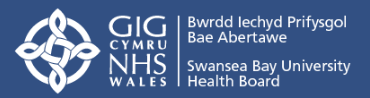 GIG
CYMRU
NHS
WALES
Bwrdd Iechyd Prifysgol
Bae Abertawe
Swansea Bay University
Health Board